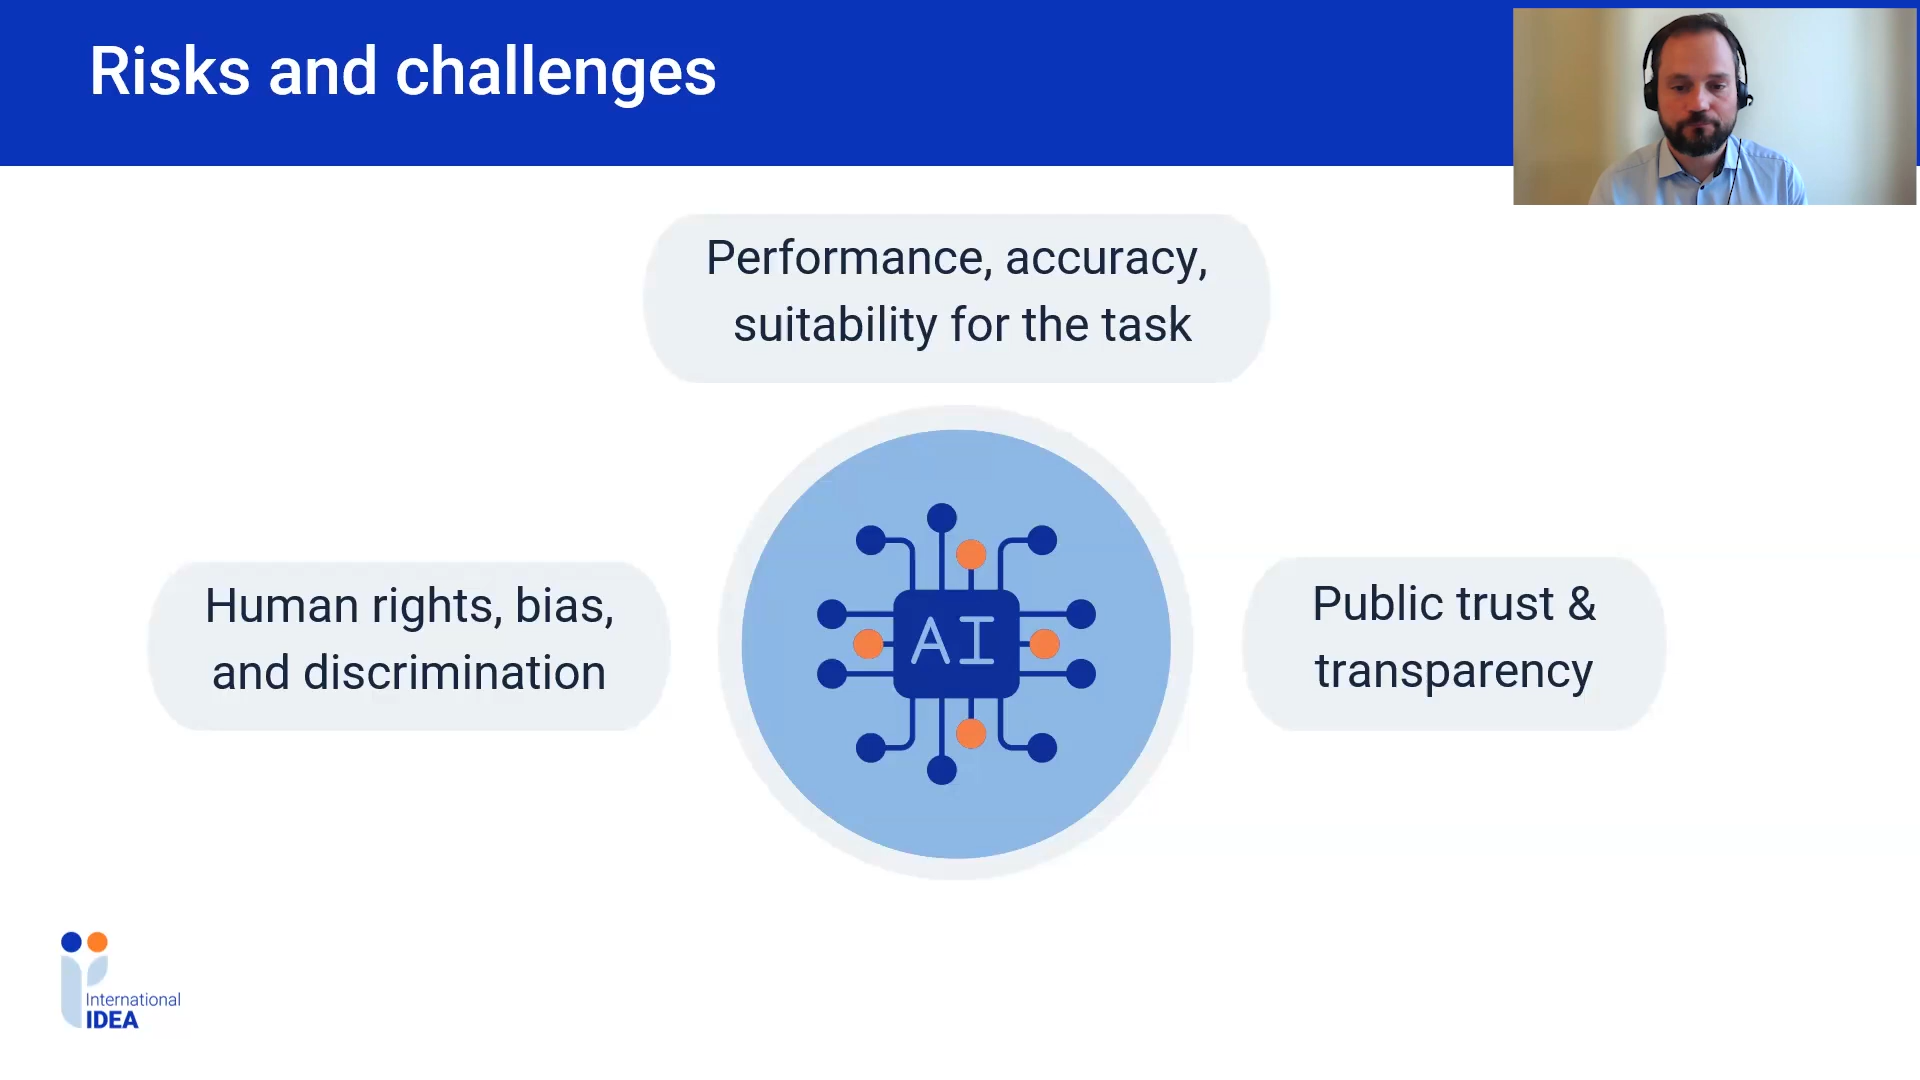 Risks and challenges
Performance, accuracy,
suitability for the task
Human rights, bias,
and discrimination
AI
Public trust &
transparency
International
IDEA